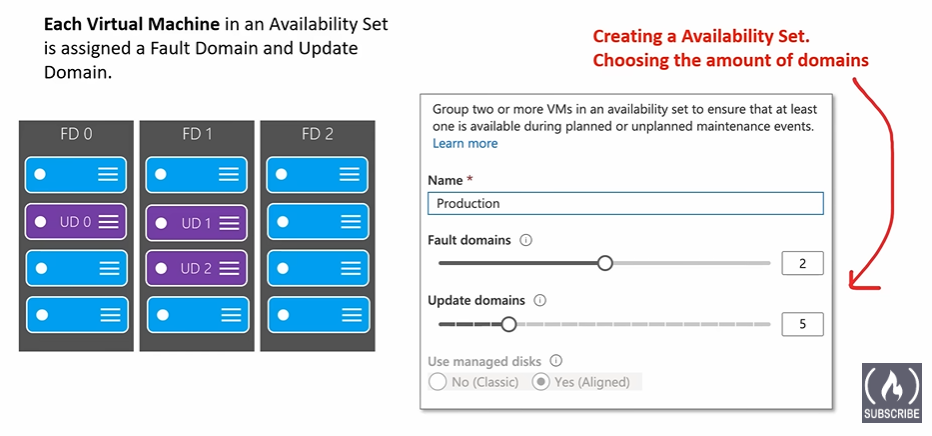 Each Virtual Machine in an Availability Set
is assigned a Fault Domain and Update
Domain.
Creating a Availability Set.
Choosing the amount of domains
FD 0
FD 1
FD 2
UD 0
UD 1
UD 2
Group two or more VMs in an availability set to ensure that at least
one is available during planned or unplanned maintenance events.
Learn more
Name *
Production
Fault domains
2
Update domains
5
Use managed disks
No (Classic)
Yes (Aligned)
SUBSCRIBE